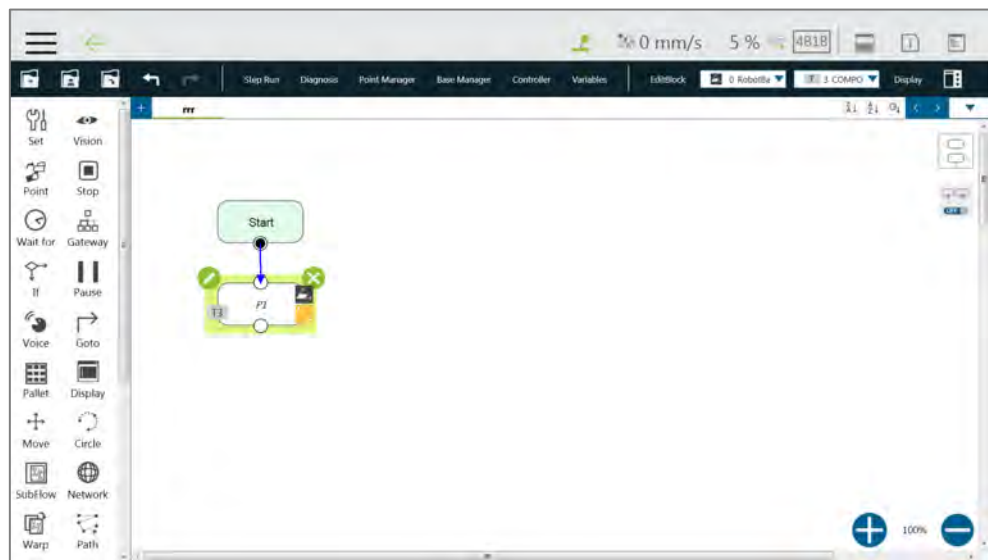 0 mm/s 5 % 4818
Step Run Diagnosis Point Manager Base Manager Controller Variables EditBlock 0 RobotBa T 3 COMPO Display
+ rrr
Set Vision
Point Stop
Wait for Gateway
If Pause
Voice Goto
Pallet Display
Move Circle
SubFlow Network
Warp Path
Start
T3 P1
OFF
100%